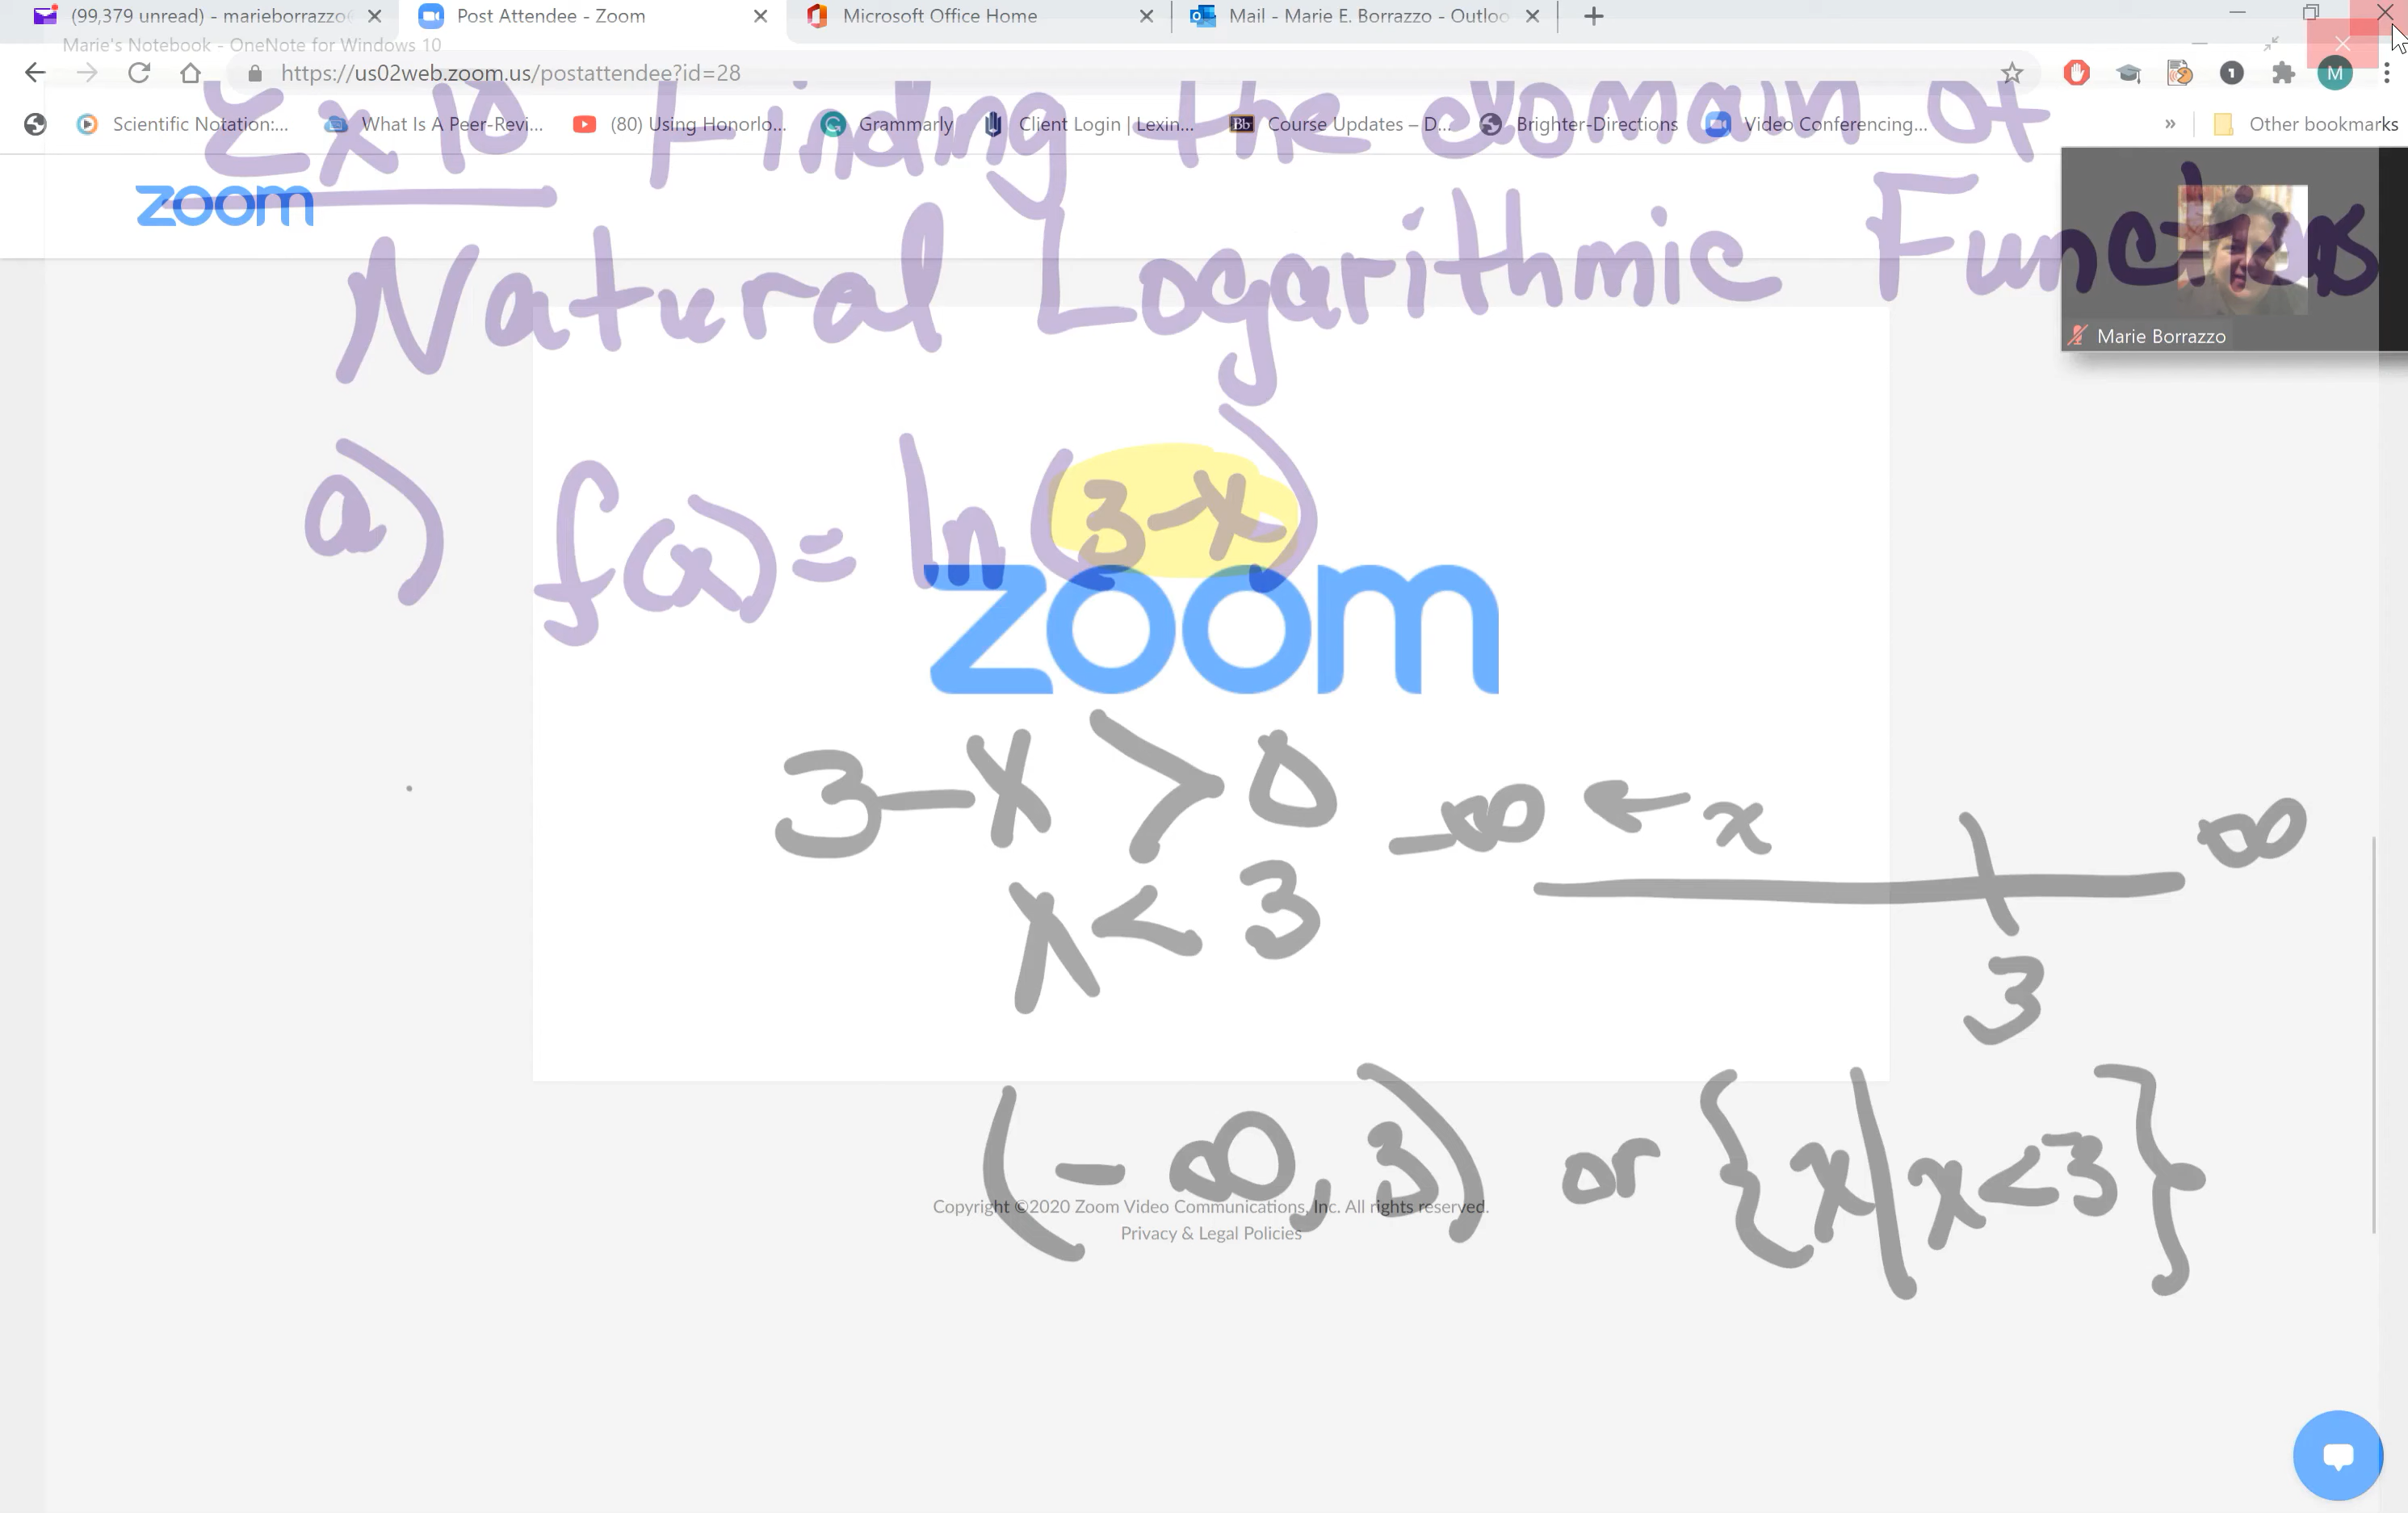 (99,379 unread) - marieborrazzo@
Post Attendee - Zoom
Microsoft Office Home
Mail - Marie E. Borrazzo - Outloo
Marie's Notebook - OneNote for Windows 10
https://us02web.zoom.us/postattendee?id=28
1
M
Scientific Notation:...
What Is A Peer-Revi...
(80) Using Honorlo...
Grammarly
Client Login | Lexin...
Bb
Course Updates – D...
Brighter-Directions
Video Conferencing...
»
Other bookmarks
Ex 10 Finding the domain of
zoom
Natural Logarithmic Functions
Marie Borrazzo
a) f(x) = ln (3-x)
zoom
3-x > 0
-∞ ← x
∞
x < 3
3
(-∞, 3) or {x|x<3}
Copyright ©2020 Zoom Video Communications, Inc. All rights reserved.
Privacy & Legal Policies